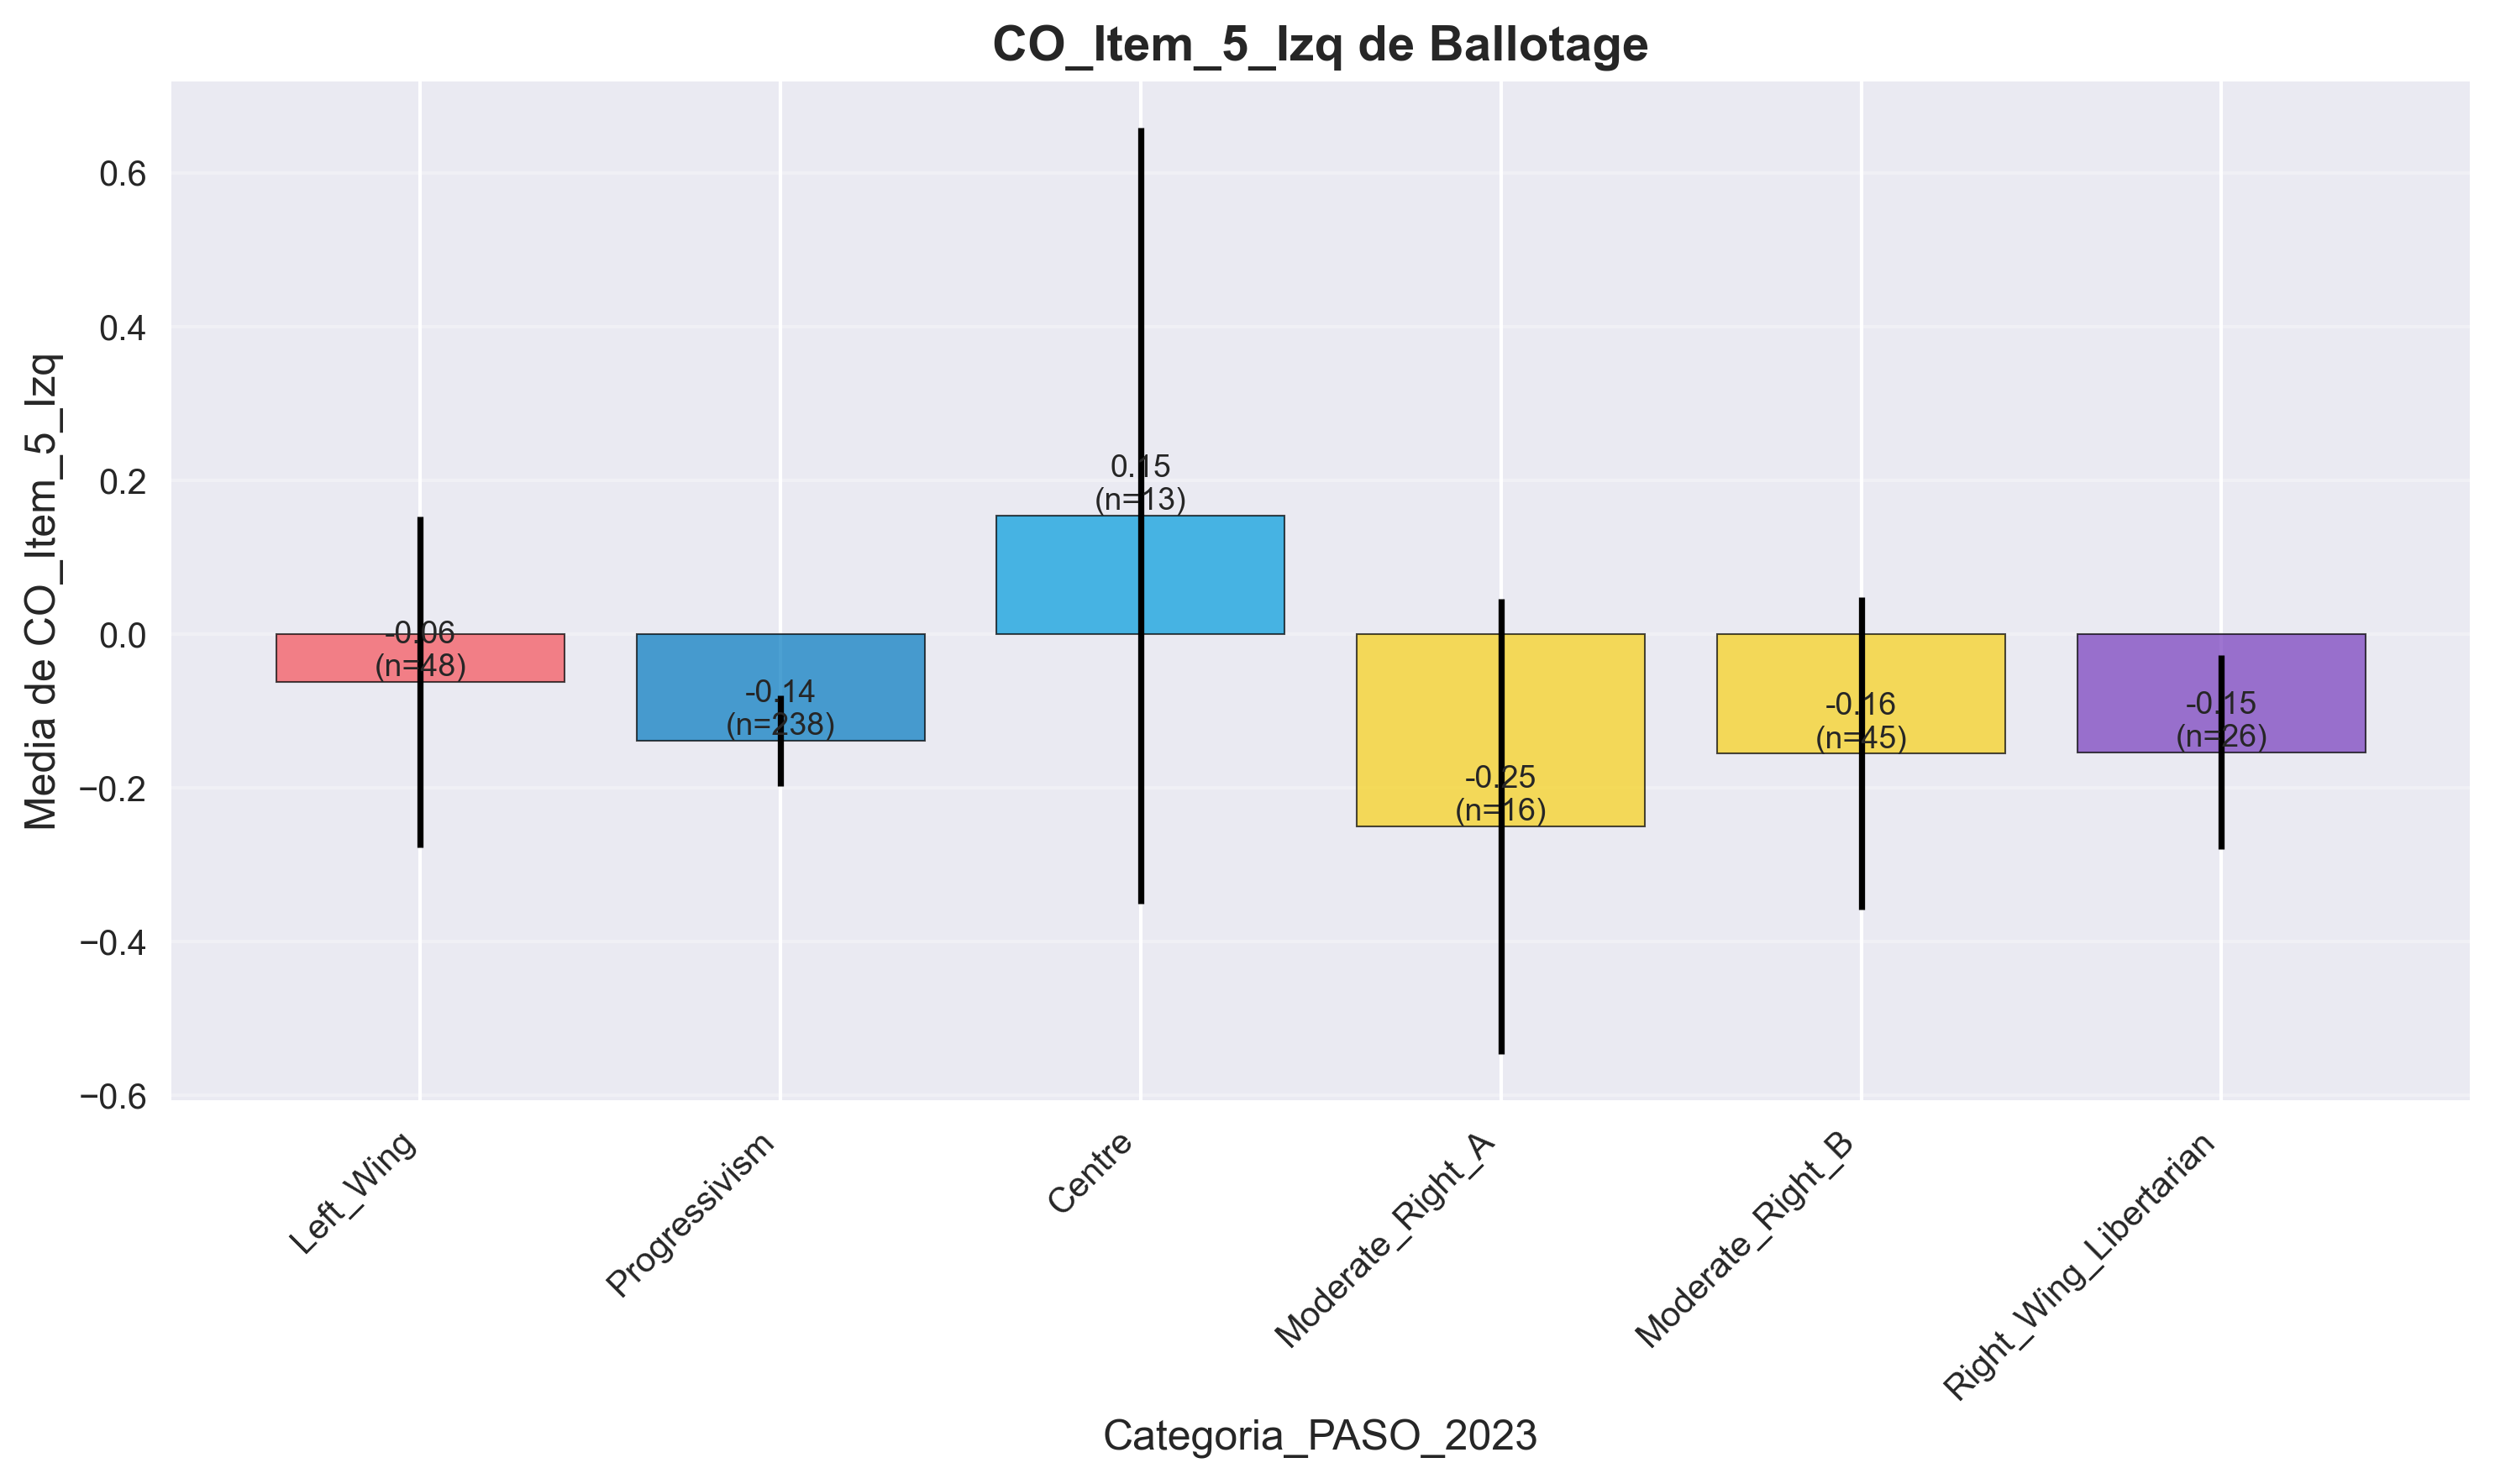 CO_Item_5_Izq de Ballotage
Media de CO_Item_5_Izq
0.6
0.4
0.2
0.0
−0.2
−0.4
−0.6
-0.06
(n=48)
-0.14
(n=238)
0.15
(n=13)
-0.25
(n=16)
-0.16
(n=45)
-0.15
(n=26)
Left_Wing
Progressivism
Centre
Moderate_Right_A
Moderate_Right_B
Right_Wing_Libertarian
Categoria_PASO_2023